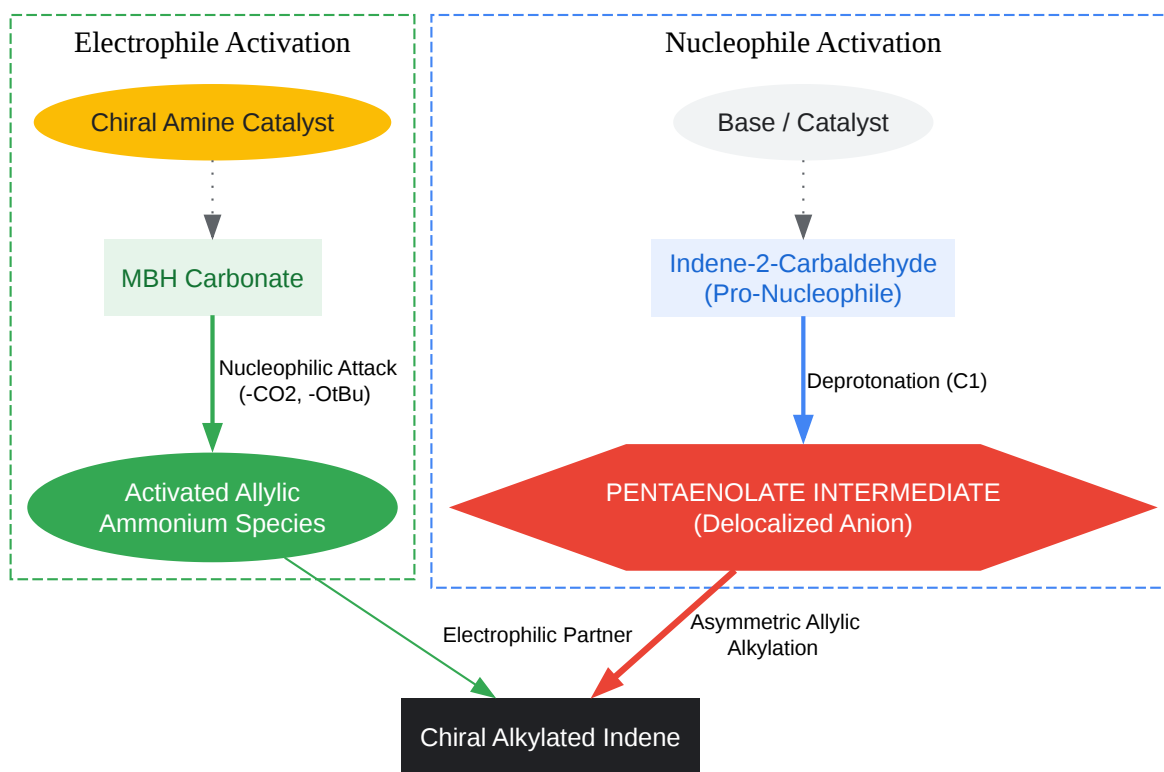 Electrophile Activation
Chiral Amine Catalyst
MBH Carbonate
Nucleophilic Attack
(-CO2, -OtBu)
Activated Allylic
Ammonium Species
Nucleophile Activation
Base / Catalyst
Indene-2-Carbaldehyde
(Pro-Nucleophile)
Deprotonation (C1)
PENTAENOLATE INTERMEDIATE
(Delocalized Anion)
Electrophilic Partner
Asymmetric Allylic
Alkylation
Chiral Alkylated Indene